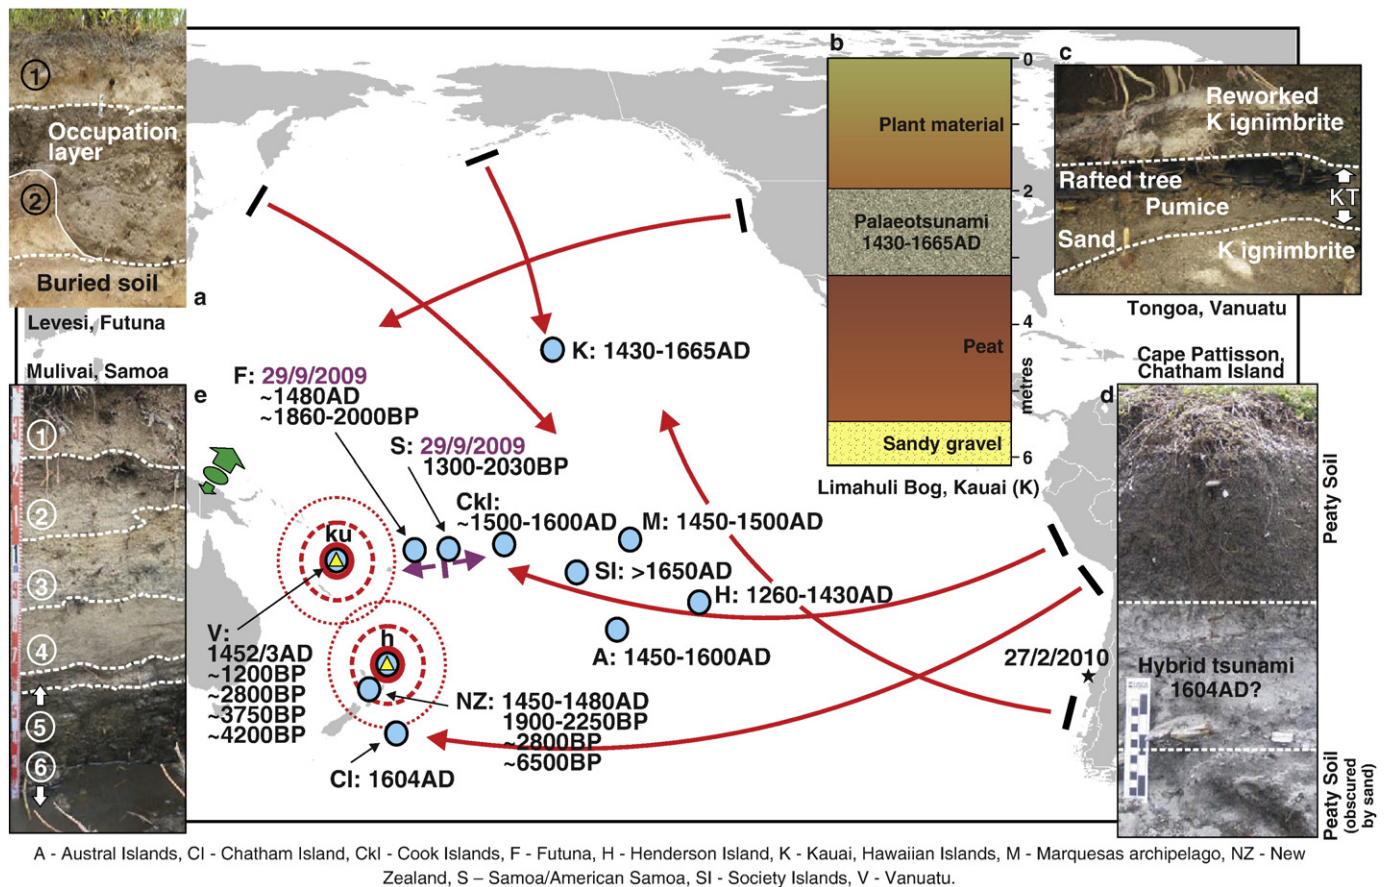 1
Occupation
layer
2
Buried soil
Levesi, Futuna
a
Mulivai, Samoa
e
1
2
3
4
5
6
F: 29/9/2009
~1480AD
~1860-2000BP
S: 29/9/2009
1300-2030BP
Ckl:
~1500-1600AD
K: 1430-1665AD
M: 1450-1500AD
SI: >1650AD
H: 1260-1430AD
A: 1450-1600AD
ku
h
V:
1452/3AD
~1200BP
~2800BP
~3750BP
~4200BP
NZ: 1450-1480AD
1900-2250BP
~2800BP
~6500BP
CI: 1604AD
27/2/2010
b
0
Plant material
2
Palaeotsunami
1430-1665AD
4
Peat
metres
Sandy gravel
6
Limahuli Bog, Kauai (K)
c
Reworked
K ignimbrite
Rafted tree
Pumice
KT
Sand
K ignimbrite
Tongoa, Vanuatu
Cape Pattisson,
Chatham Island
d
Peaty Soil
Hybrid tsunami
1604AD?
Peaty Soil
(obscured
by sand)
A - Austral Islands, CI - Chatham Island, Ckl - Cook Islands, F - Futuna, H - Henderson Island, K - Kauai, Hawaiian Islands, M - Marquesas archipelago, NZ - New
Zealand, S – Samoa/American Samoa, SI - Society Islands, V - Vanuatu.